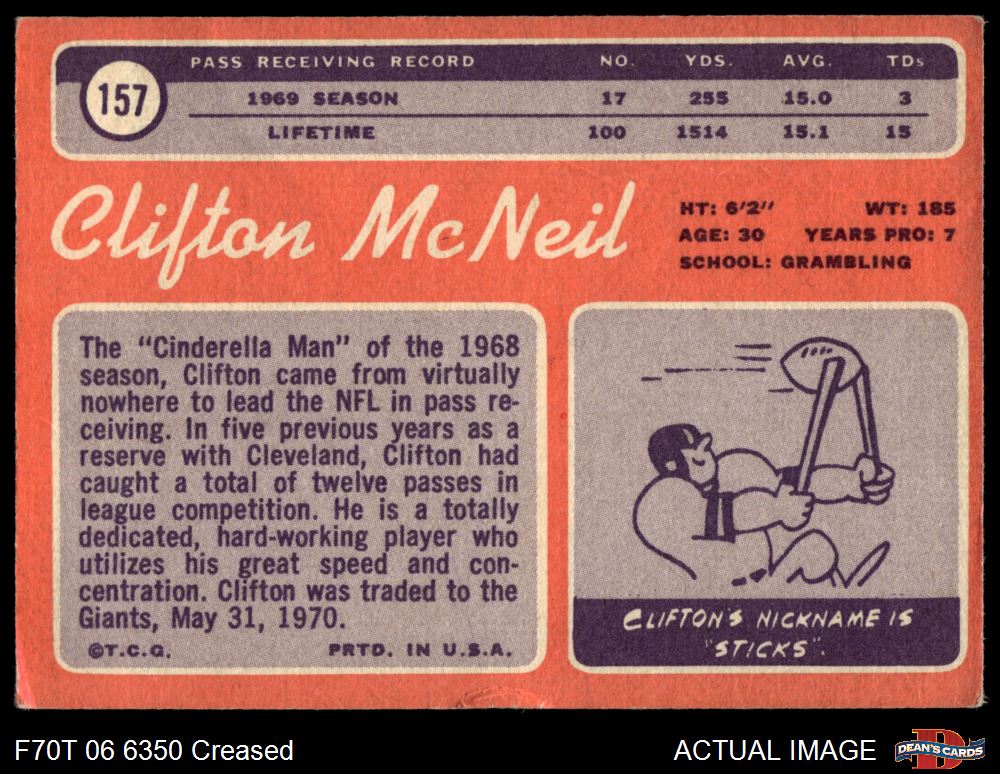 157
PASS RECEIVING RECORD NO. YDS. AVG. TDs
1969 SEASON 17 255 15.0 3
LIFETIME 100 1514 15.1 15
Clifton McNeil
HT: 6'2" WT: 185
AGE: 30 YEARS PRO: 7
SCHOOL: GRAMBLING
The "Cinderella Man" of the 1968
season, Clifton came from virtually
nowhere to lead the NFL in pass re-
ceiving. In five previous years as a
reserve with Cleveland, Clifton had
caught a total of twelve passes in
league competition. He is a totally
dedicated, hard-working player who
utilizes his great speed and con-
centration. Clifton was traded to the
Giants, May 31, 1970.
©T.C.G. PRTD. IN U.S.A.
CLIFTON'S NICKNAME IS
"STICKS".
F70T 06 6350 Creased
ACTUAL IMAGE
D
DEAN'S CARDS